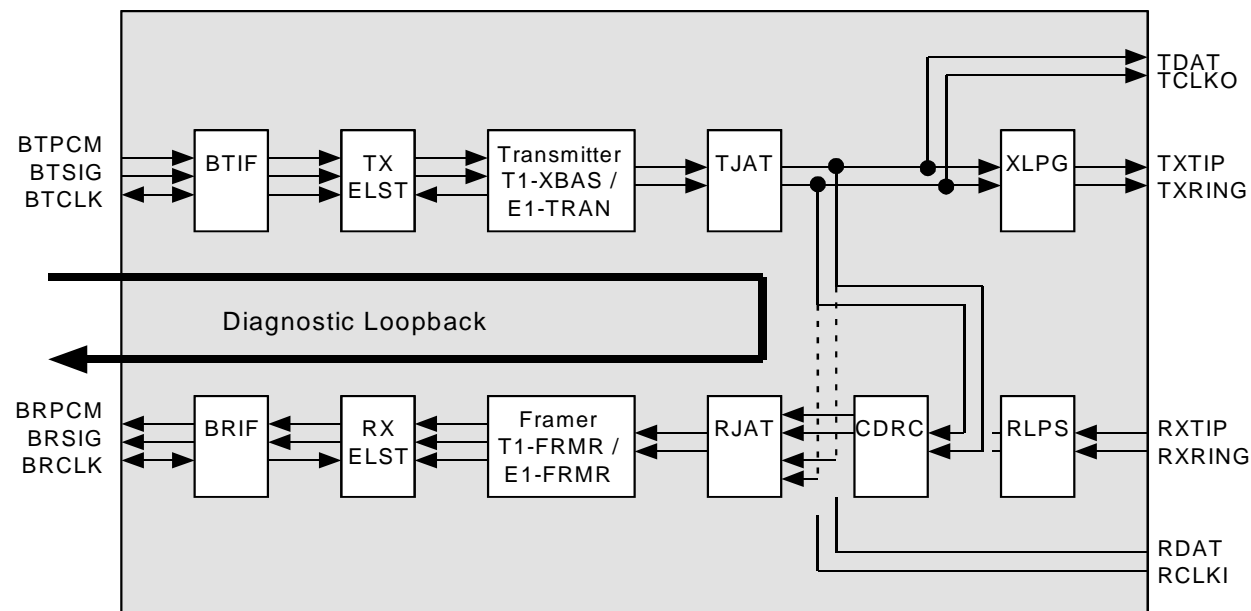 TDAT
TCLKO
BTPCM
BTSIG
BTCLK
BTIF
TX
ELST
Transmitter
T1-XBAS /
E1-TRAN
TJAT
XLPG
TXTIP
TXRING
Diagnostic Loopback
BRPCM
BRSIG
BRCLK
BRIF
RX
ELST
Framer
T1-FRMR /
E1-FRMR
RJAT
CDRC
RLPS
RXTIP
RXRING
RDAT
RCLKI